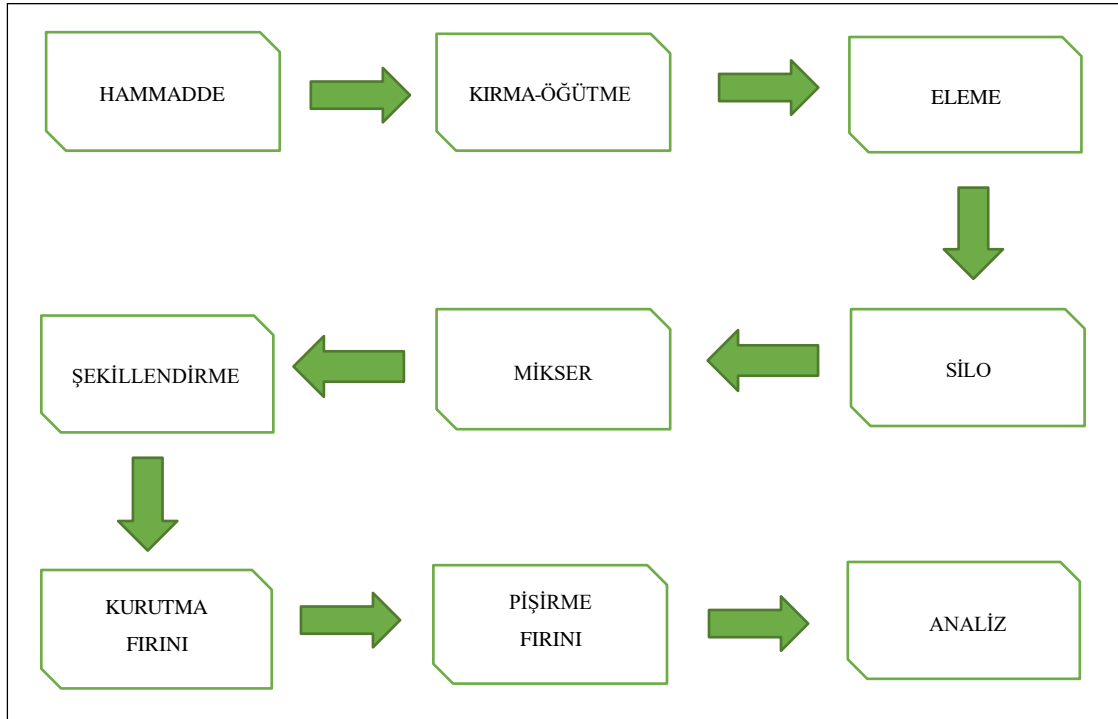 HAMMADDE
KIRMA-ÖĞÜTME
ELEME
SİLO
MİKSER
ŞEKİLLENDİRME
KURUTMA
FIRINI
PİŞİRME
FIRINI
ANALİZ